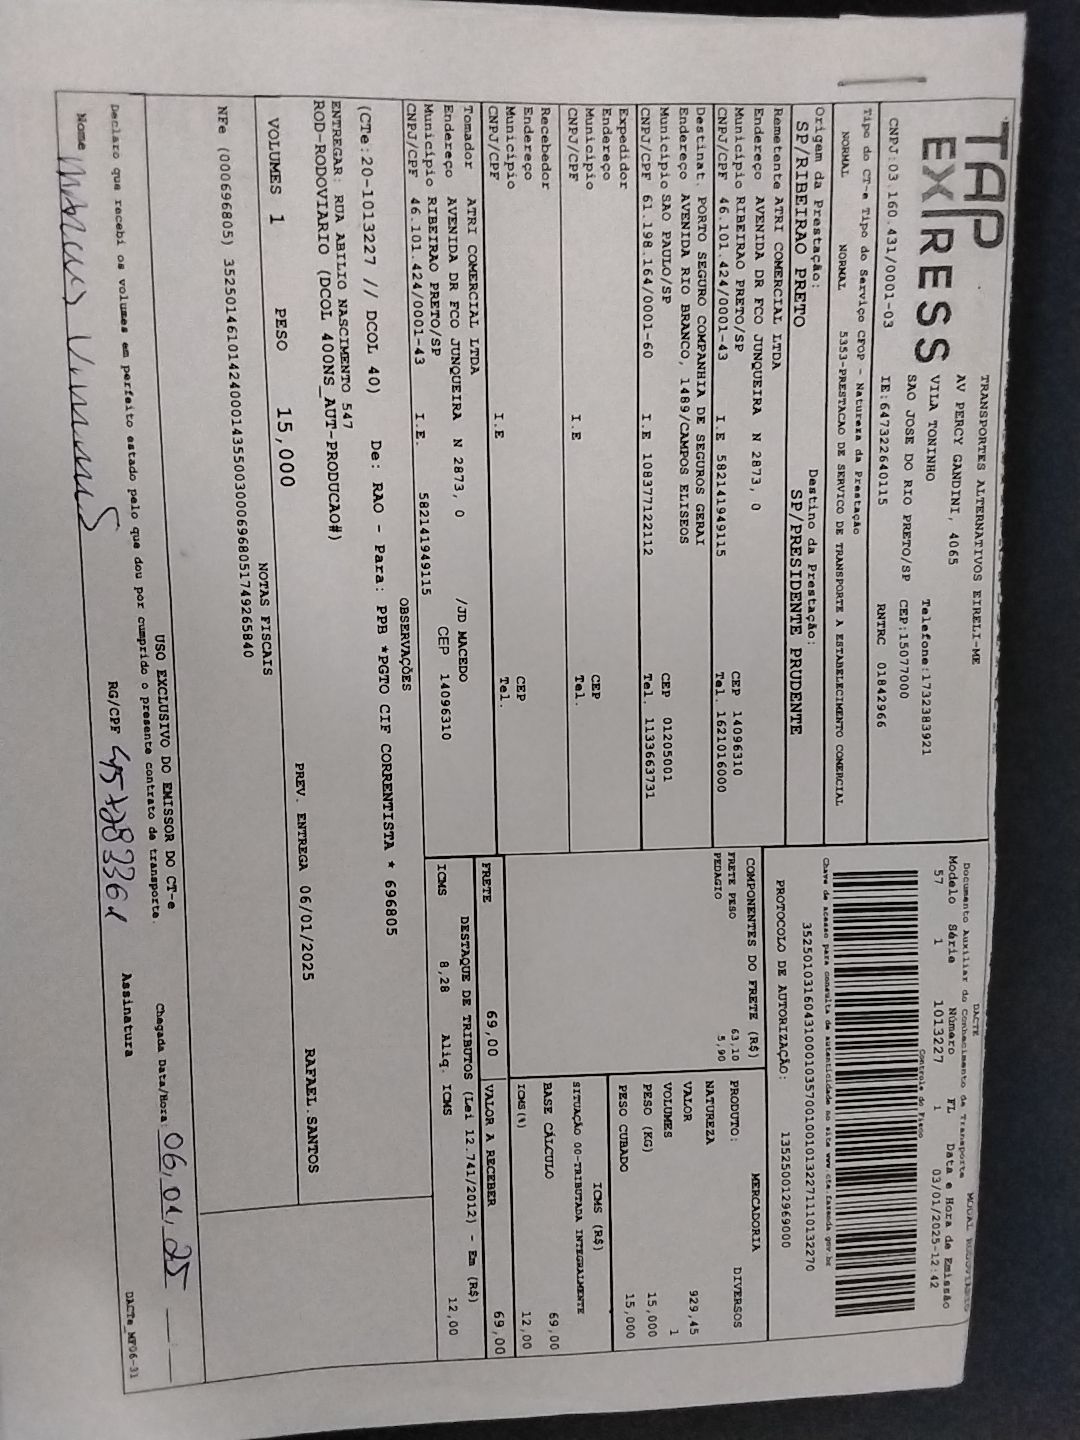 TAP
EXPRESS
TRANSPORTES ALTERNATIVOS EIRELI-ME
AV PERCY GANDINI, 4065
VILA TONINHO Telefone:1732383921
SAO JOSE DO RIO PRETO/SP CEP:15077000
CNPJ:03.160.431/0001-03 IE:647322640115 RNTRC 01842966
DACTE MODAL RODOVIARIO
Documento Auxiliar do Conhecimento de Transporte
Modelo Série Número FL Data e Hora de Emissão
57 1 1013227 1 03/01/2025-12:42
Controle do Fisco
Tipo do CT-e Tipo do Serviço CFOP - Natureza da Prestação
NORMAL NORMAL 5353-PRESTACAO DE SERVICO DE TRANSPORTE A ESTABELECIMENTO COMERCIAL
Chave de acesso para consulta de autenticidade no site www.cte.fazenda.gov.br
35250103160431000103570010010132271110132270
Origem da Prestação: Destino da Prestação:
SP/RIBEIRAO PRETO SP/PRESIDENTE PRUDENTE
PROTOCOLO DE AUTORIZAÇÃO: 135250012969000
Remetente ATRI COMERCIAL LTDA
Endereço AVENIDA DR FCO JUNQUEIRA N 2873, 0
Município RIBEIRAO PRETO/SP CEP 14096310
CNPJ/CPF 46.101.424/0001-43 I.E 582141949115 Tel. 1621016000
Destinat. PORTO SEGURO COMPANHIA DE SEGUROS GERAI
Endereço AVENIDA RIO BRANCO, 1489/CAMPOS ELISEOS
Município SAO PAULO/SP CEP 01205001
CNPJ/CPF 61.198.164/0001-60 I.E 108377122112 Tel. 1133663731
Expedidor
Endereço
Município CEP
CNPJ/CPF I.E Tel.
Recebedor
Endereço
Município CEP
CNPJ/CPF I.E Tel.
Tomador ATRI COMERCIAL LTDA
Endereço AVENIDA DR FCO JUNQUEIRA N 2873, 0 /JD MACEDO
Município RIBEIRAO PRETO/SP CEP 14096310
CNPJ/CPF 46.101.424/0001-43 I.E. 582141949115
COMPONENTES DO FRETE (R$)
FRETE PESO 63,10
PEDAGIO 5,90
PRODUTO: MERCADORIA
NATUREZA DIVERSOS
VALOR 929,45
VOLUMES 1
PESO (KG) 15,000
PESO CUBADO 15,000
ICMS (R$)
SITUAÇÃO 00-TRIBUTADA INTEGRALMENTE
BASE CÁLCULO 69,00
ICMS(%) 12,00
FRETE 69,00 VALOR A RECEBER 69,00
DESTAQUE DE TRIBUTOS (Lei 12.741/2012) - Em (R$)
ICMS 8,28 Aliq. ICMS 12,00
OBSERVAÇÕES
(CTe:20-1013227 // DCOL 40) De: RAO - Para: PPB *PGTO CIF CORRENTISTA * 696805
ENTREGAR: RUA ABILIO NASCIMENTO 547
ROD-RODOVIARIO (DCOL 400NS_AUT-PRODUCAO#)
VOLUMES 1 PESO 15,000 PREV. ENTREGA 06/01/2025 RAFAEL.SANTOS
NOTAS FISCAIS
NFe (000696805) 35250146101424000143550030006968051749265840
USO EXCLUSIVO DO EMISSOR DO CT-e
Declaro que recebi os volumes em perfeito estado pelo que dou por cumprido o presente contrato de transporte. Chegada Data/Hora: 06,01,25
Nome Marcus RG/CPF Assinatura
DACTe_MF06-31